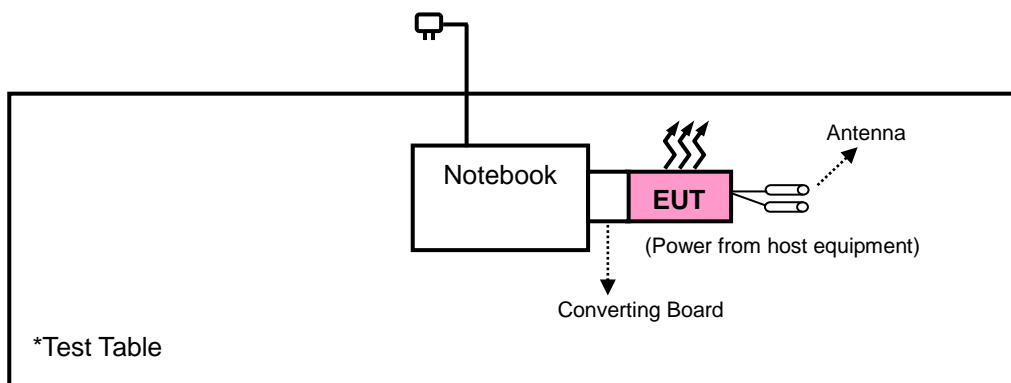 Antenna
Notebook
EUT
(Power from host equipment)
Converting Board
*Test Table